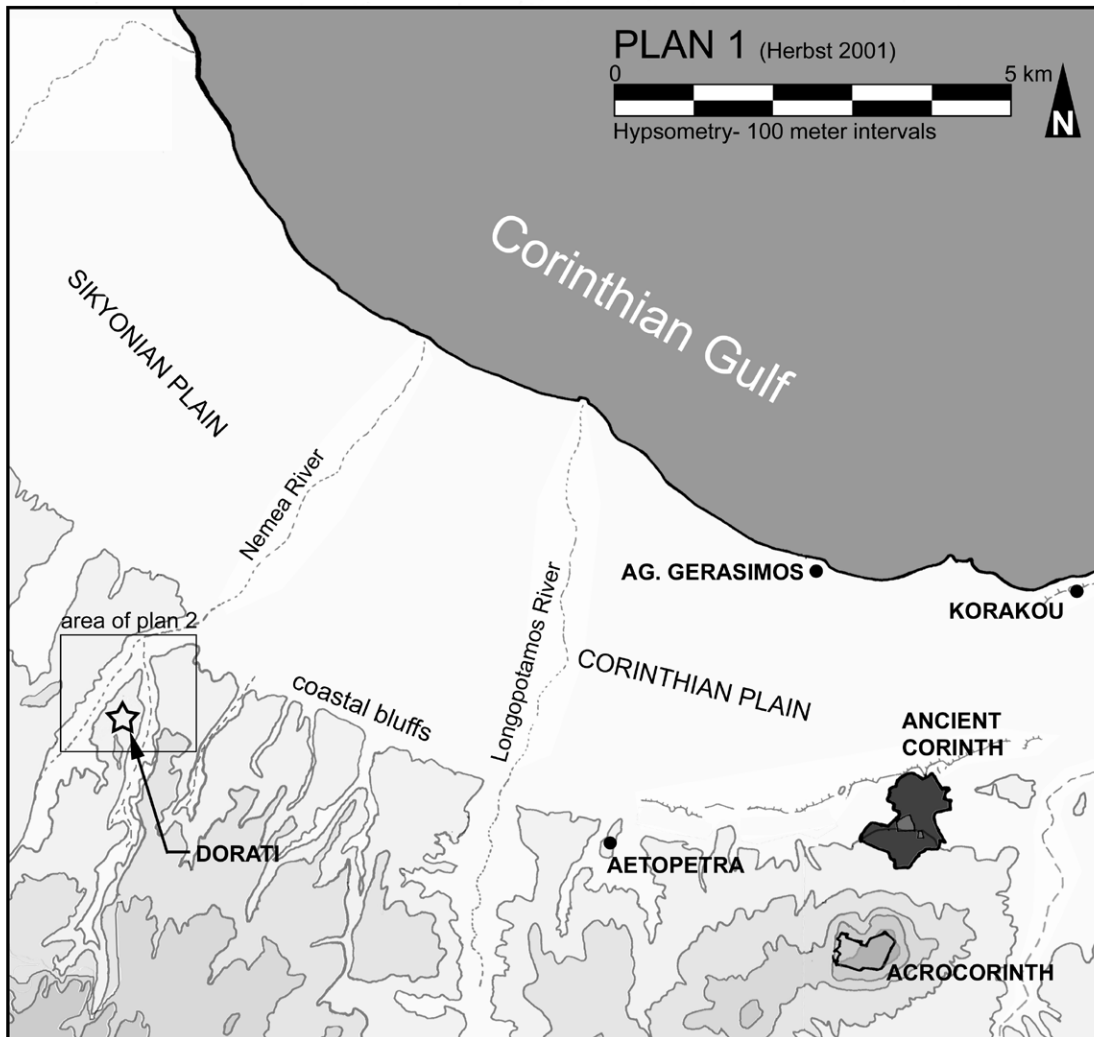 PLAN 1 (Herbst 2001)
0 5 km
Hypsometry- 100 meter intervals
N
Corinthian Gulf
SIKYONIAN PLAIN
Nemea River
Longopotamos River
AG. GERASIMOS
KORAKOU
area of plan 2
CORINTHIAN PLAIN
coastal bluffs
ANCIENT
CORINTH
DORATI
AETOPETRA
ACROCORINTH